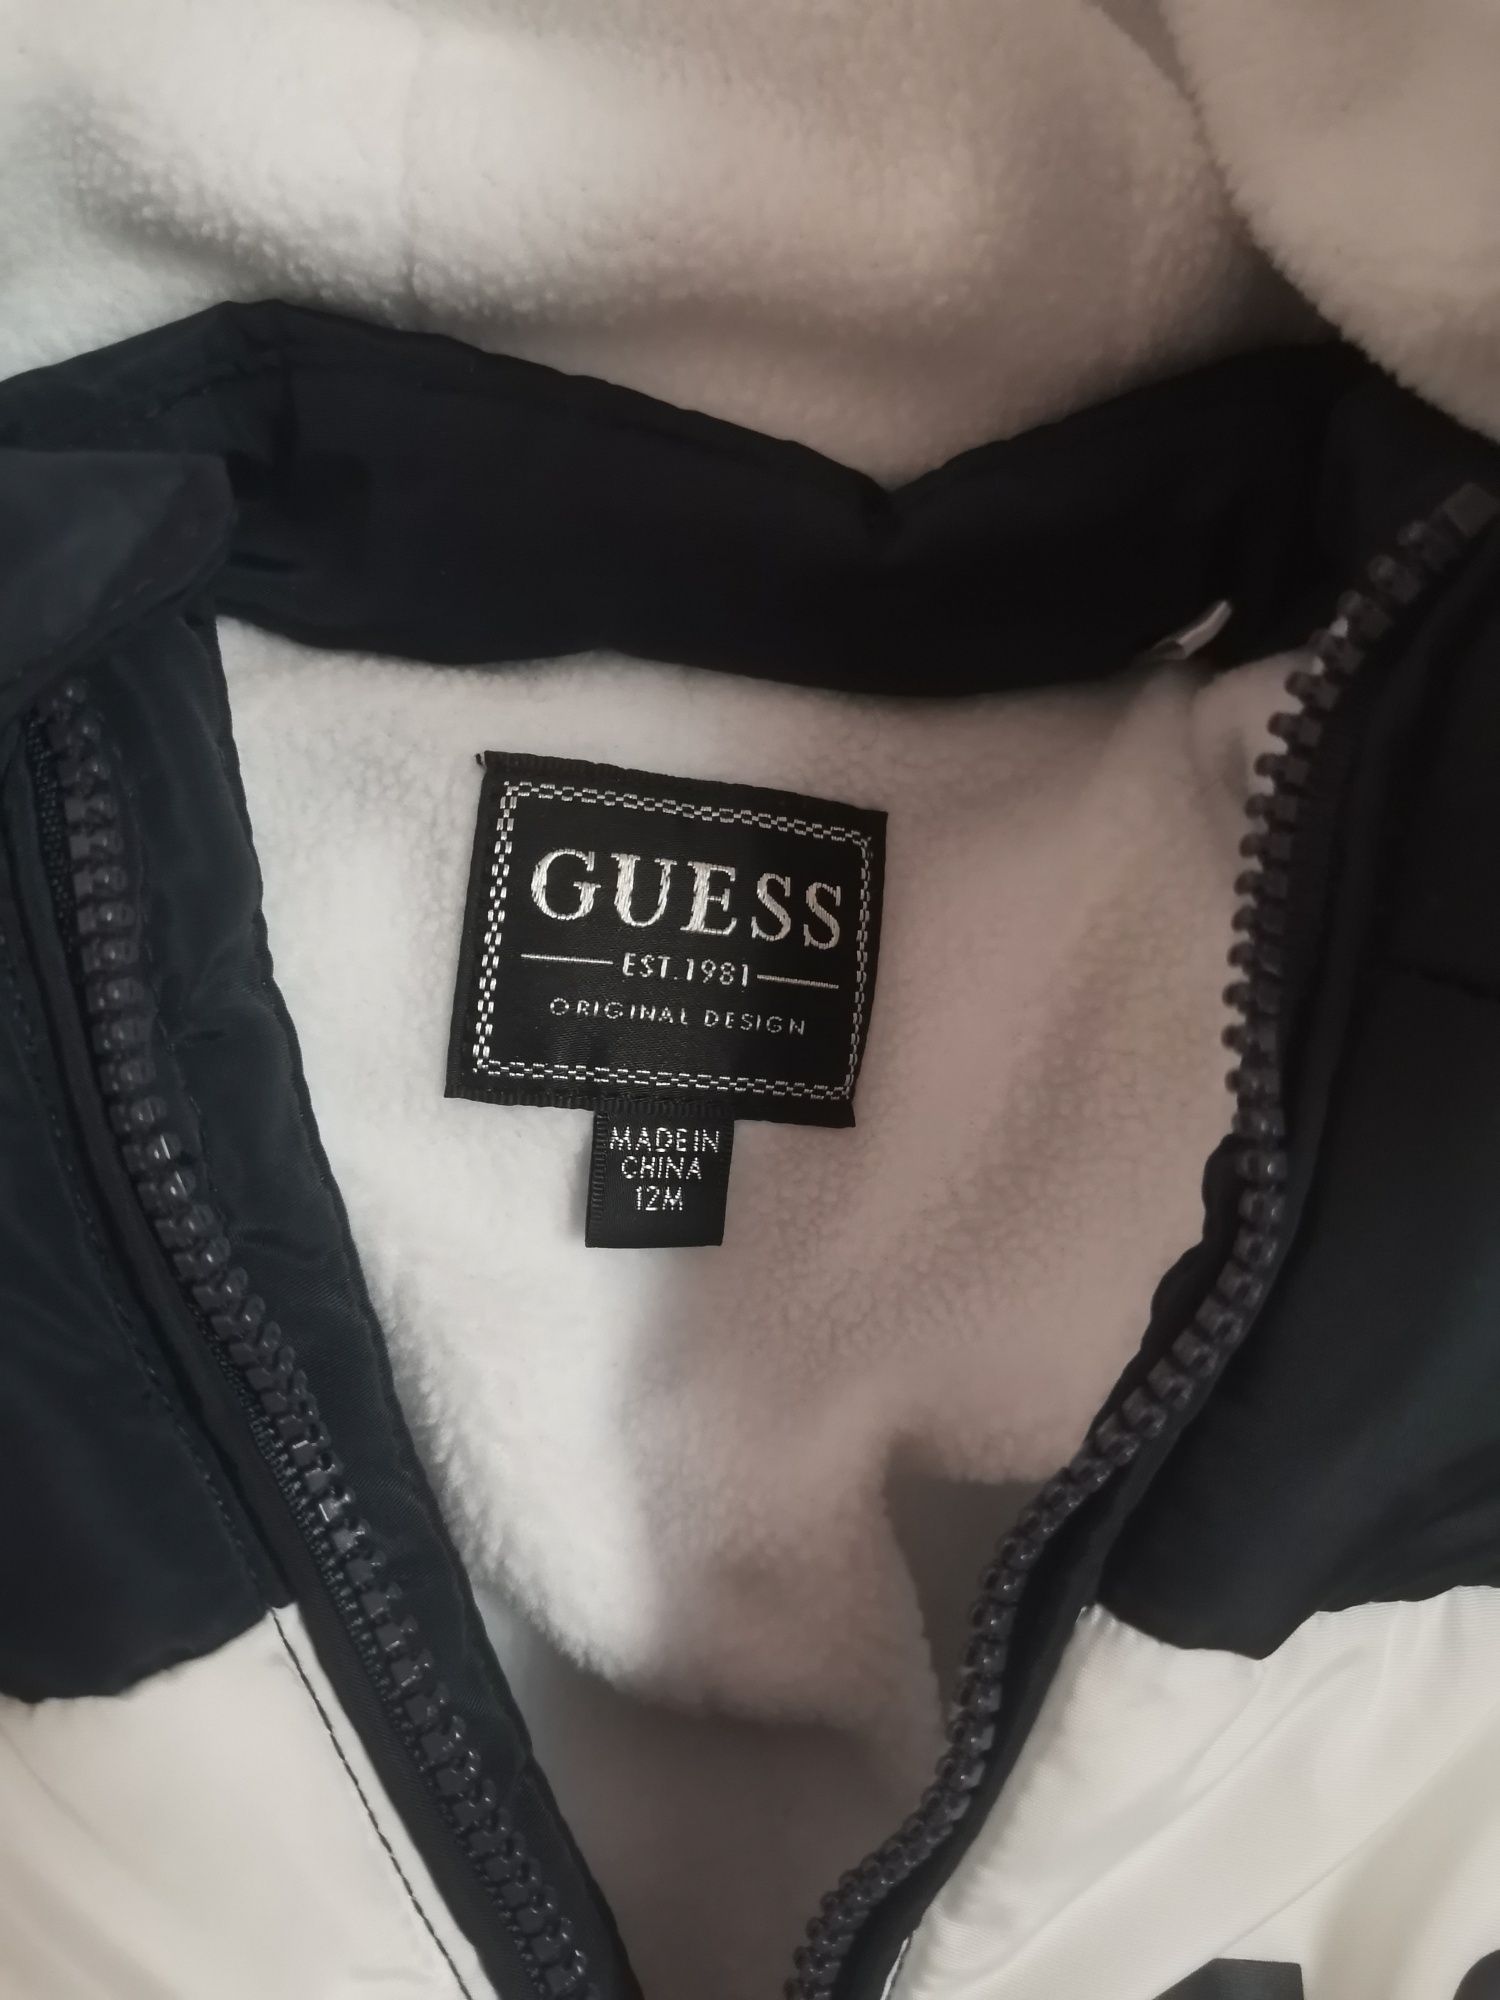 GUESS
EST.1981
ORIGINAL DESIGN
MADE IN
CHINA
12M